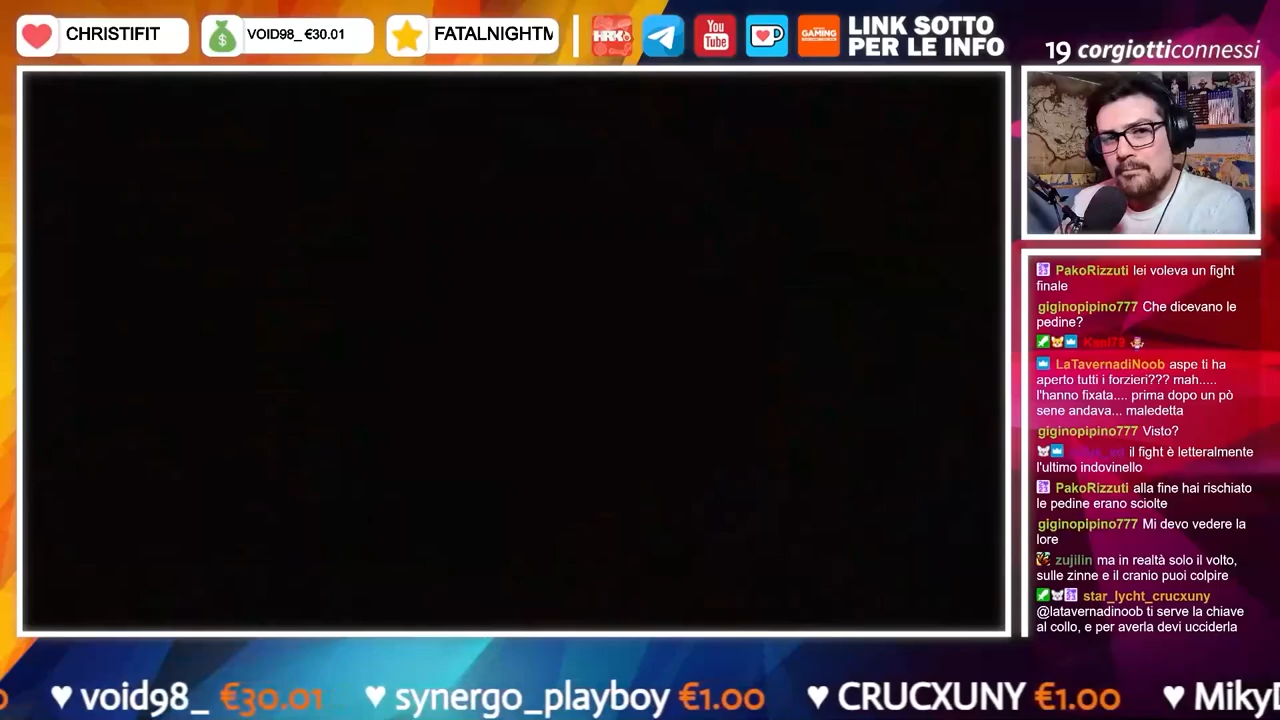 CHRISTIFIT
VOID98_ €30.01
FATALNIGHTM
HRK
You
Tube
GAMING
LINK SOTTO
PER LE INFO
19 corgiotticonnessi
PakoRizzuti lei voleva un fight
finale
giginopipino777 Che dicevano le
pedine?
LaTavernadiNoob aspe ti ha
aperto tutti i forzieri??? mah.....
l'hanno fixata.... prima dopo un pò
sene andava... maledetta
giginopipino777 Visto?
il fight è letteralmente
l'ultimo indovinello
PakoRizzuti alla fine hai rischiato
le pedine erano sciolte
giginopipino777 Mi devo vedere la
lore
zujilin ma in realtà solo il volto,
sulle zinne e il cranio puoi colpire
star_lycht_crucxuny
@latavernadinoob ti serve la chiave
al collo, e per averla devi ucciderla
void98_ €30.01 synergo_playboy €1.00 CRUCXUNY €1.00